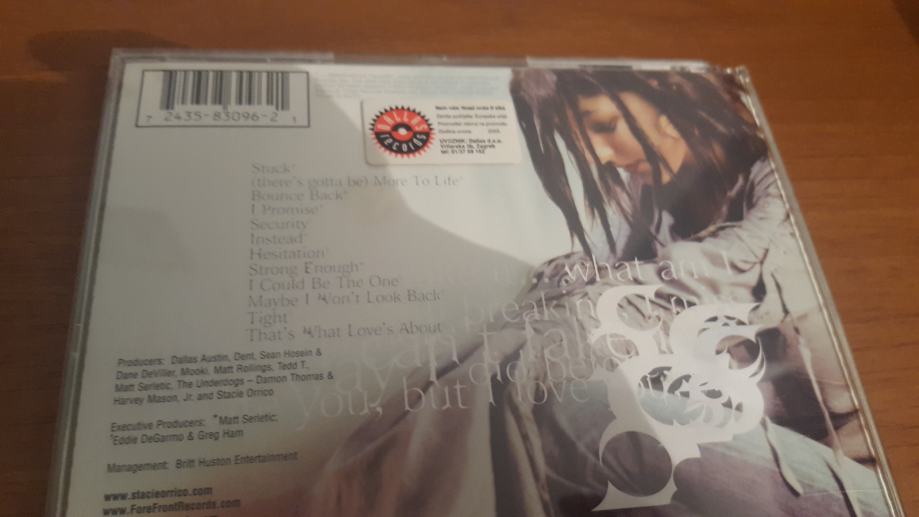 7 2435-83096-2 1
DALLAS
records
UVOZNIK: Dallas d.o.o.
Stuck*
(there's gotta be) More To Life*
Bounce Back*
I Promise*
Security
Instead
Hesitation
Strong Enough*
I Could Be The One
Maybe I Won't Look Back
Tight
That's What Love's About
what am I
breaking
you, but I love you
Producers: Dallas Austin, Dent, Sean Hosein &
Dane DeViller, Mooki, Matt Rollings, Tedd T.,
Matt Serletic, The Underdogs – Damon Thomas &
Harvey Mason, Jr. and Stacie Orrico
Executive Producers: *Matt Serletic;
Eddie DeGarmo & Greg Ham
Management: Britt Huston Entertainment
www.stacieorrico.com
www.ForeFrontRecords.com